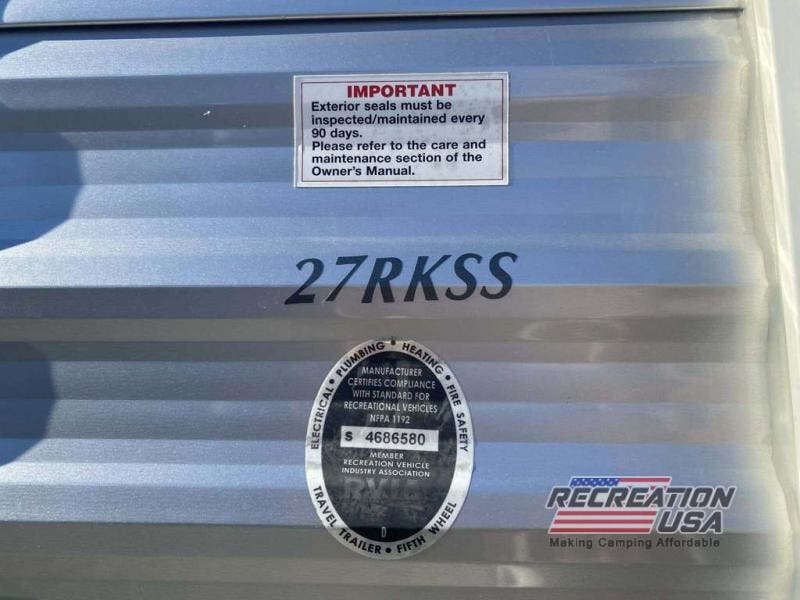 IMPORTANT
Exterior seals must be
inspected/maintained every
90 days.
Please refer to the care and
maintenance section of the
Owner's Manual.
27RKSS
ELECTRICAL • PLUMBING • HEATING • FIRE SAFETY
MANUFACTURER
CERTIFIES COMPLIANCE
WITH STANDARD FOR
RECREATIONAL VEHICLES
NFPA 1192
S 4686580
MEMBER
RECREATION VEHICLE
INDUSTRY ASSOCIATION
RVIA
D
TRAVEL TRAILER • FIFTH WHEEL
RECREATION
USA
Making Camping Affordable